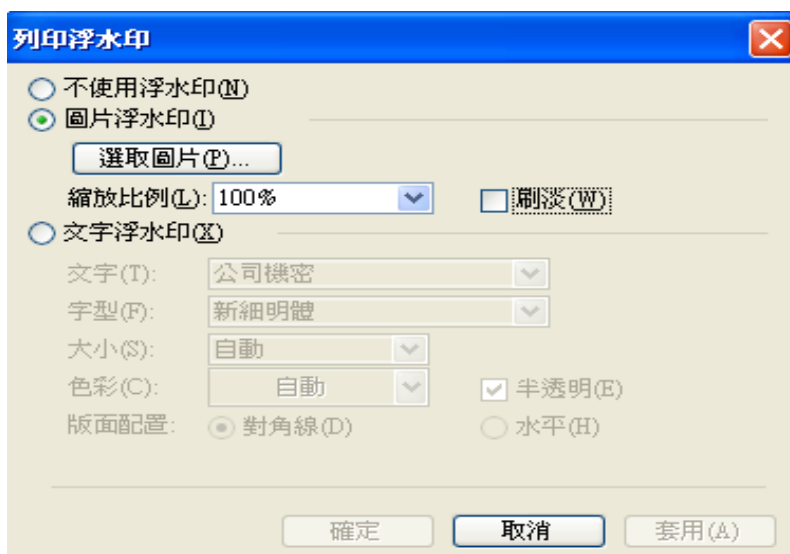 列印浮水印
不使用浮水印(N)
圖片浮水印(I)
選取圖片(P)...
縮放比例(L): 100% 刷淡(W)
文字浮水印(X)
文字(T): 公司機密
字型(F): 新細明體
大小(S): 自動
色彩(C): 自動 半透明(E)
版面配置: 對角線(D) 水平(H)
確定 取消 套用(A)